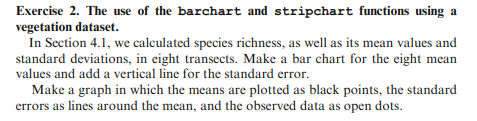 Exercise 2. The use of the barchart and stripchart functions using a
vegetation dataset.
In Section 4.1, we calculated species richness, as well as its mean values and
standard deviations, in eight transects. Make a bar chart for the eight mean
values and add a vertical line for the standard error.
Make a graph in which the means are plotted as black points, the standard
errors as lines around the mean, and the observed data as open dots.